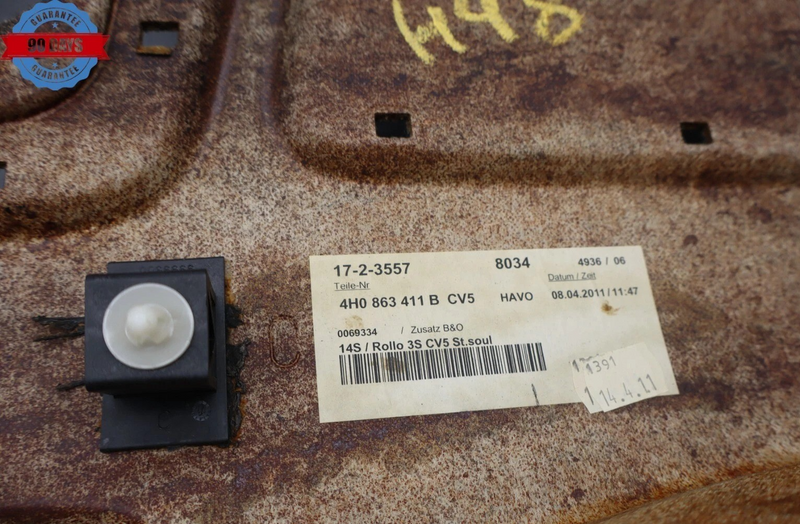 GUARANTEE
90 DAYS
GUARANTEE
H48
17-2-3557 8034 4936 / 06
Teile-Nr Datum / Zeit
4H0 863 411 B CV5 HAVO 08.04.2011 / 11:47
0069334 / Zusatz B&O
14S / Rollo 3S CV5 St.soul
1391
14.4.11
C